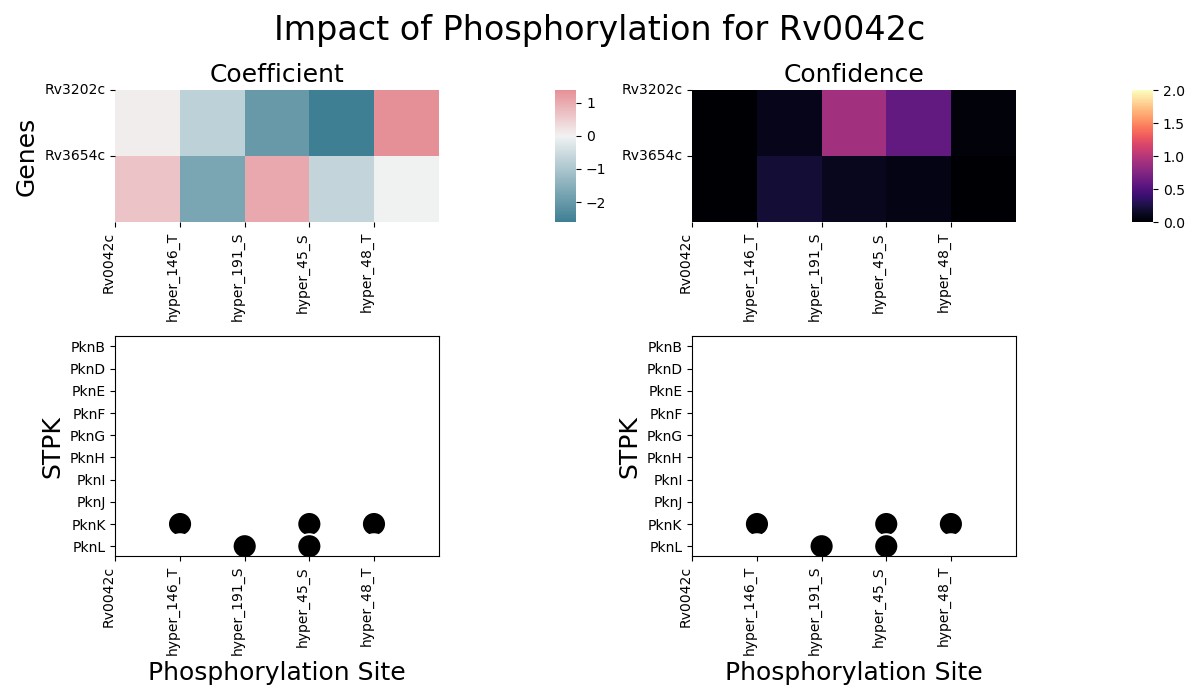 Impact of Phosphorylation for Rv0042c
Coefficient
Confidence
Genes
Rv3202c
Rv3654c
1
0
−1
−2
Rv0042c
hyper_146_T
hyper_191_S
hyper_45_S
hyper_48_T
Rv3202c
Rv3654c
2.0
1.5
1.0
0.5
0.0
Rv0042c
hyper_146_T
hyper_191_S
hyper_45_S
hyper_48_T
STPK
PknB
PknD
PknE
PknF
PknG
PknH
PknI
PknJ
PknK
PknL
Rv0042c
hyper_146_T
hyper_191_S
hyper_45_S
hyper_48_T
Phosphorylation Site
STPK
PknB
PknD
PknE
PknF
PknG
PknH
PknI
PknJ
PknK
PknL
Rv0042c
hyper_146_T
hyper_191_S
hyper_45_S
hyper_48_T
Phosphorylation Site